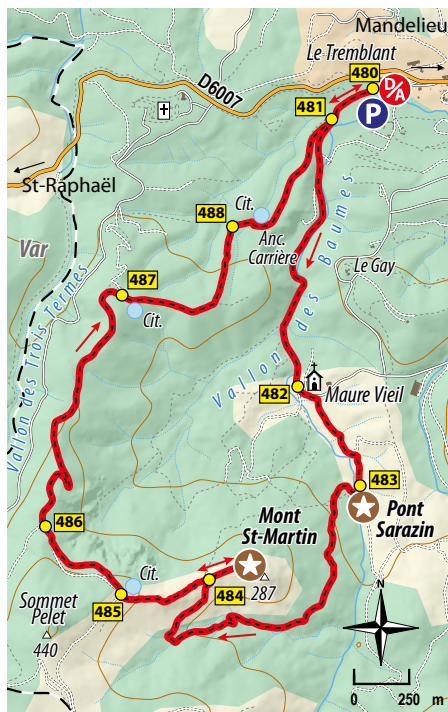 Mandelieu
Le Tremblant
480
D/A
D6007
481
P
St-Raphaël
488
Cit.
Anc.
Carrière
Var
Vallon des Baumes
Le Gay
487
Cit.
Vallon des Trois Termes
482
Maure Vieil
483
Pont
Sarazin
486
Mont
St-Martin
Cit.
484
287
485
Sommet
Pelet
440
N
0 250 m